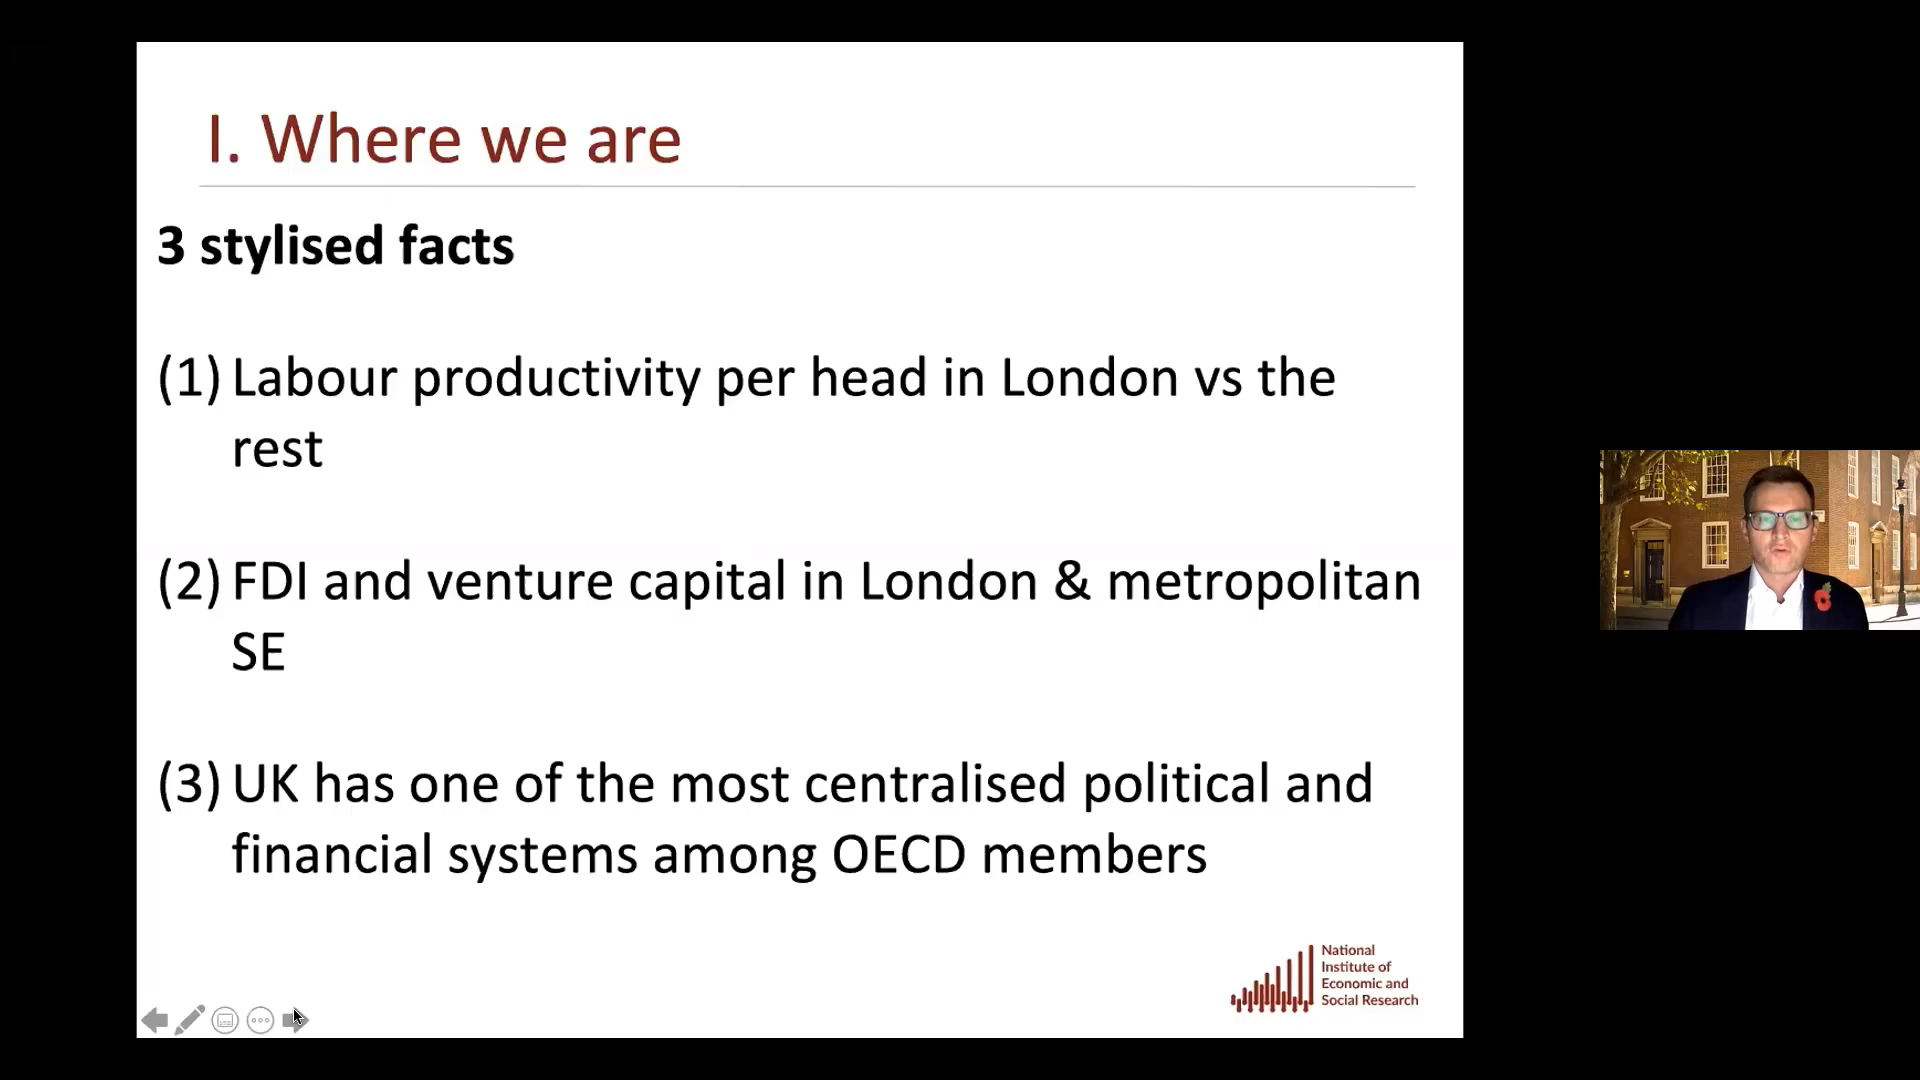 I. Where we are
3 stylised facts
(1) Labour productivity per head in London vs the
rest
(2) FDI and venture capital in London & metropolitan
SE
(3) UK has one of the most centralised political and
financial systems among OECD members
National
Institute of
Economic and
Social Research